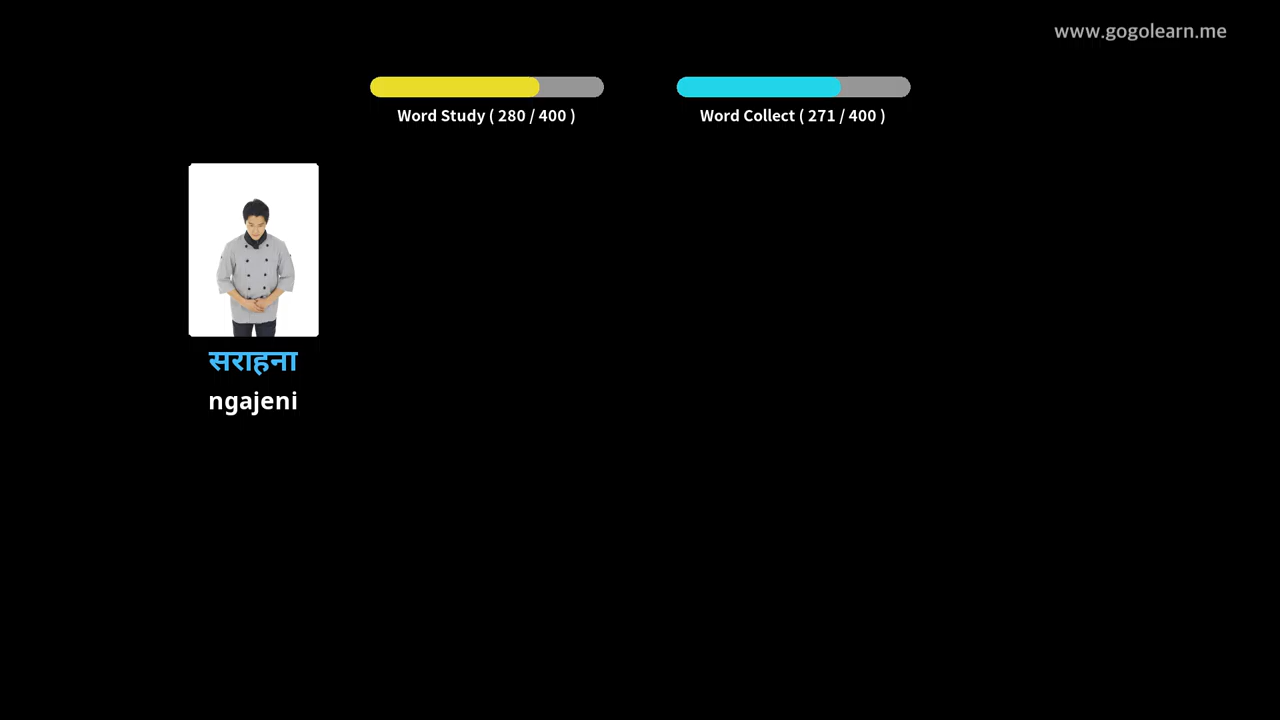 www.gogolearn.me
Word Study ( 280 / 400 )
Word Collect ( 271 / 400 )
सराहना
ngajeni